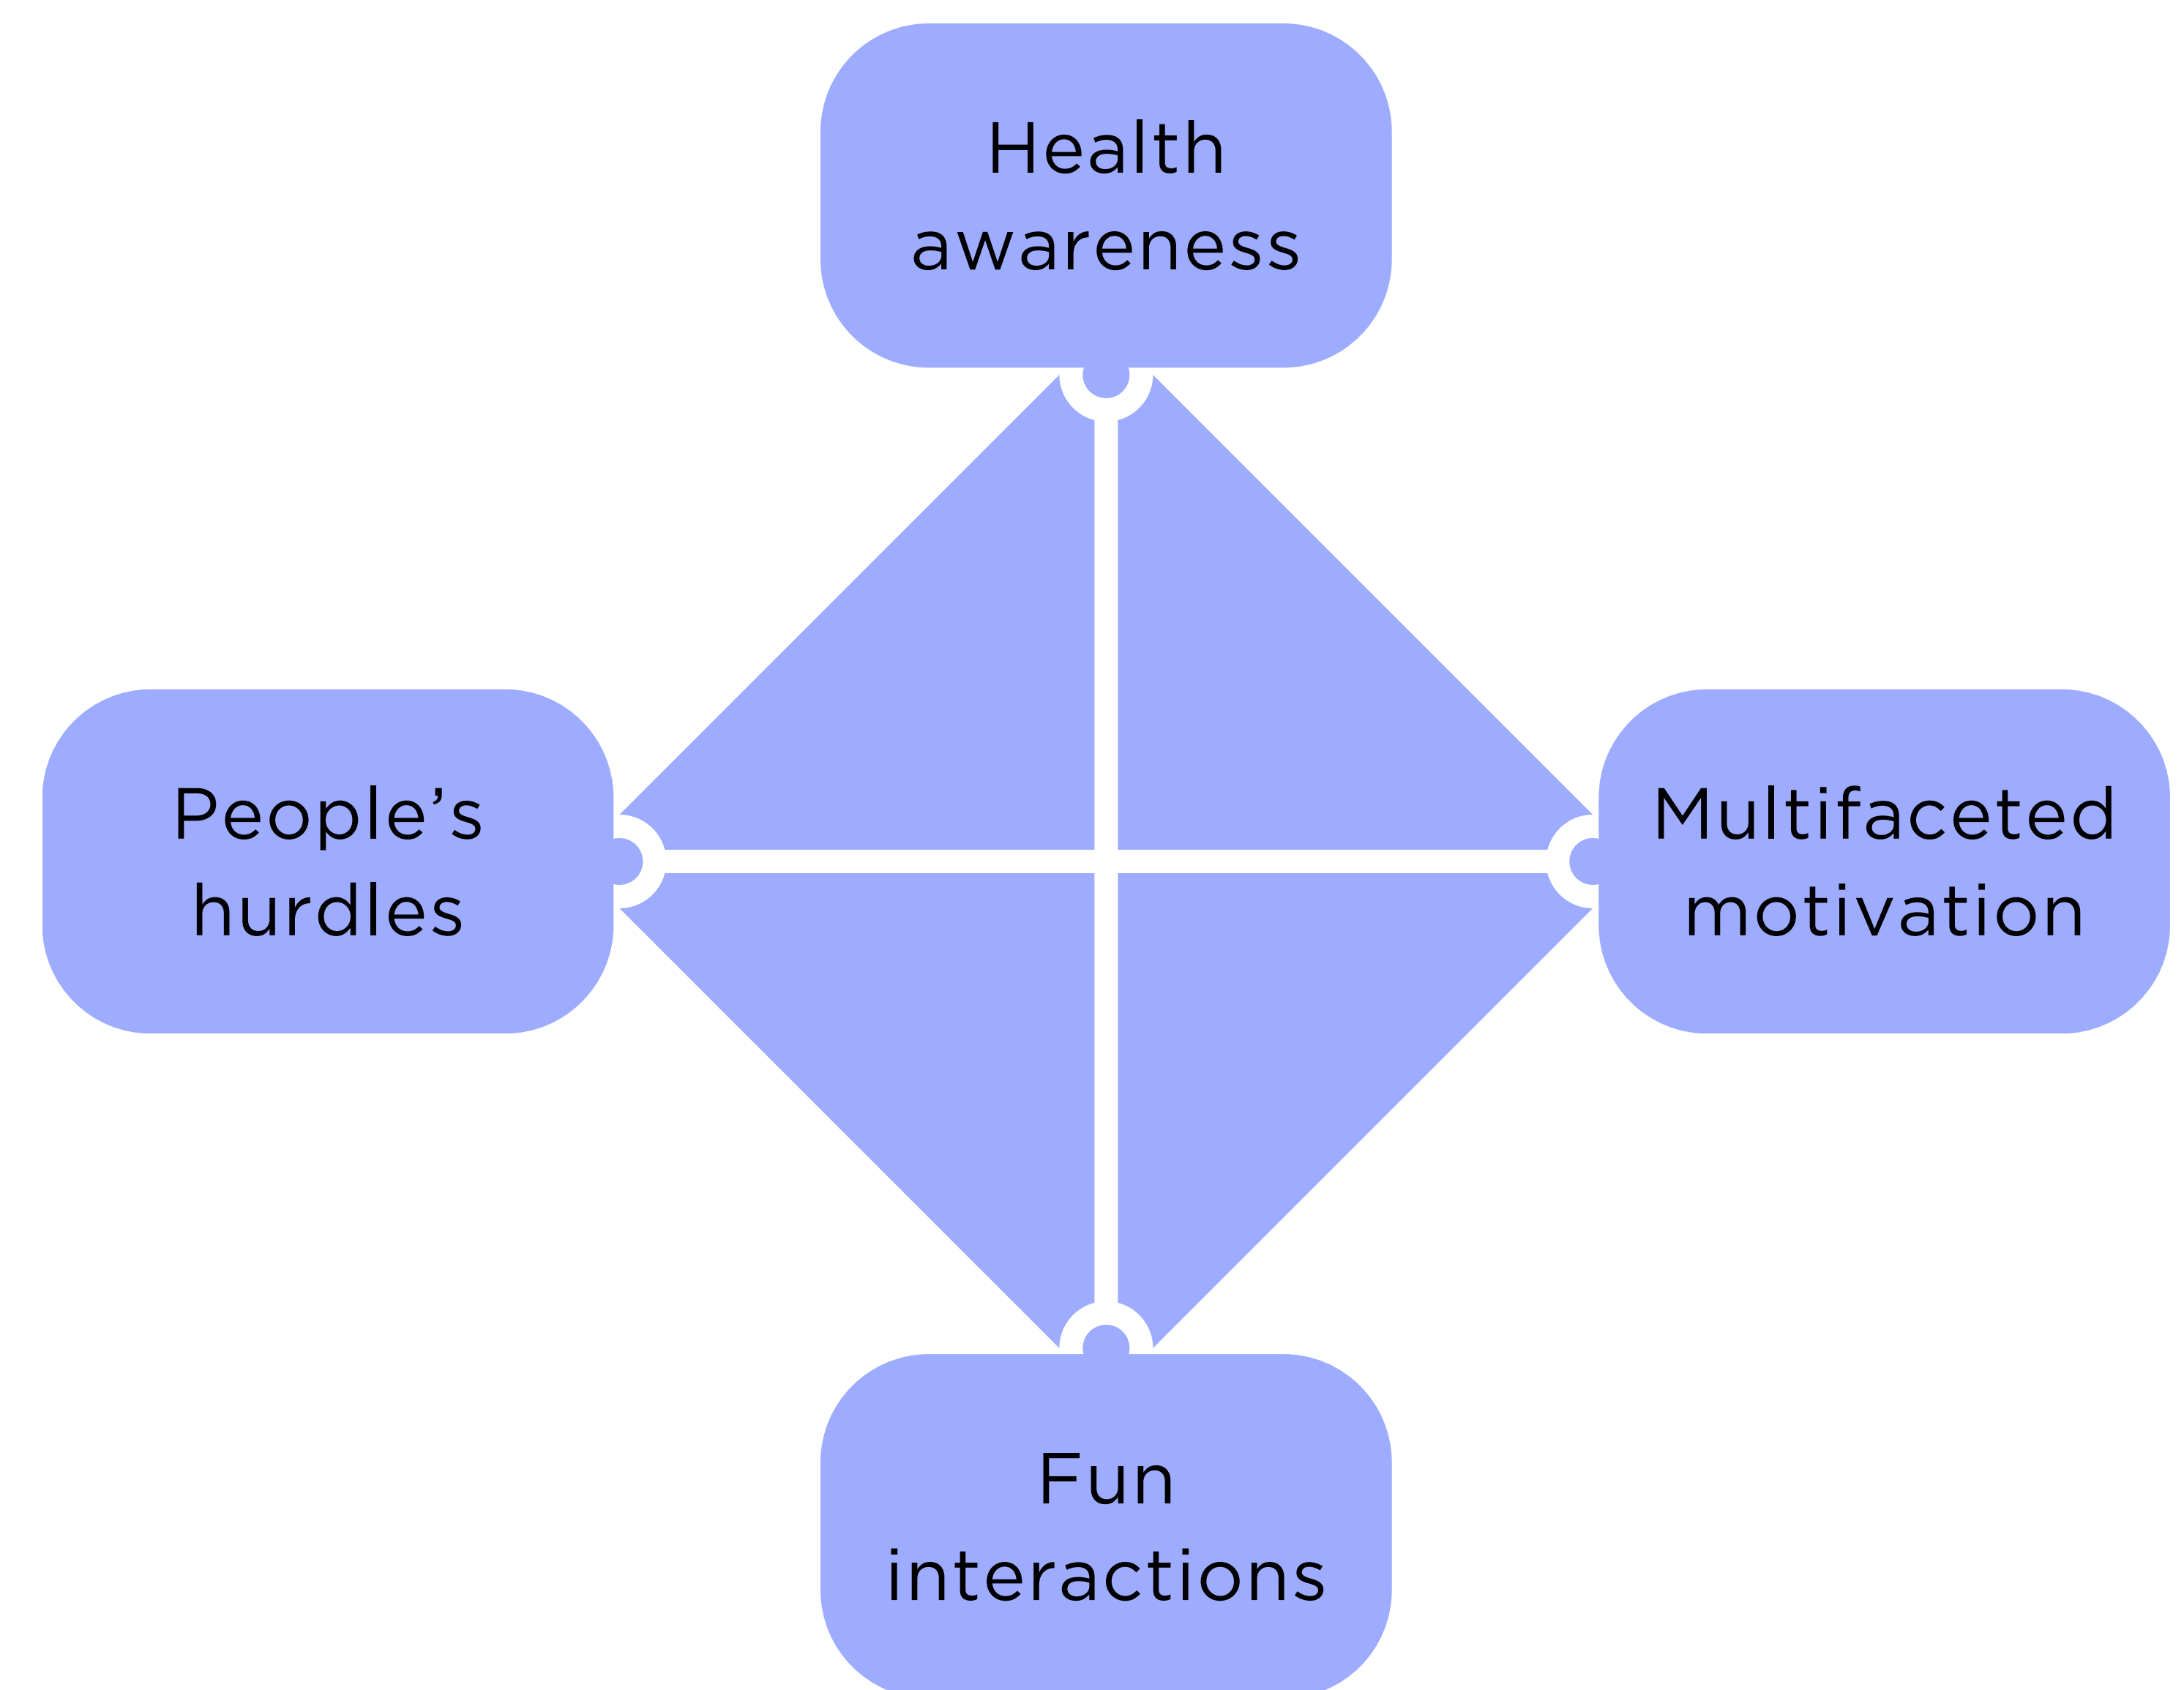 Health
awareness
People’s
hurdles
Multifaceted
motivation
Fun
interactions